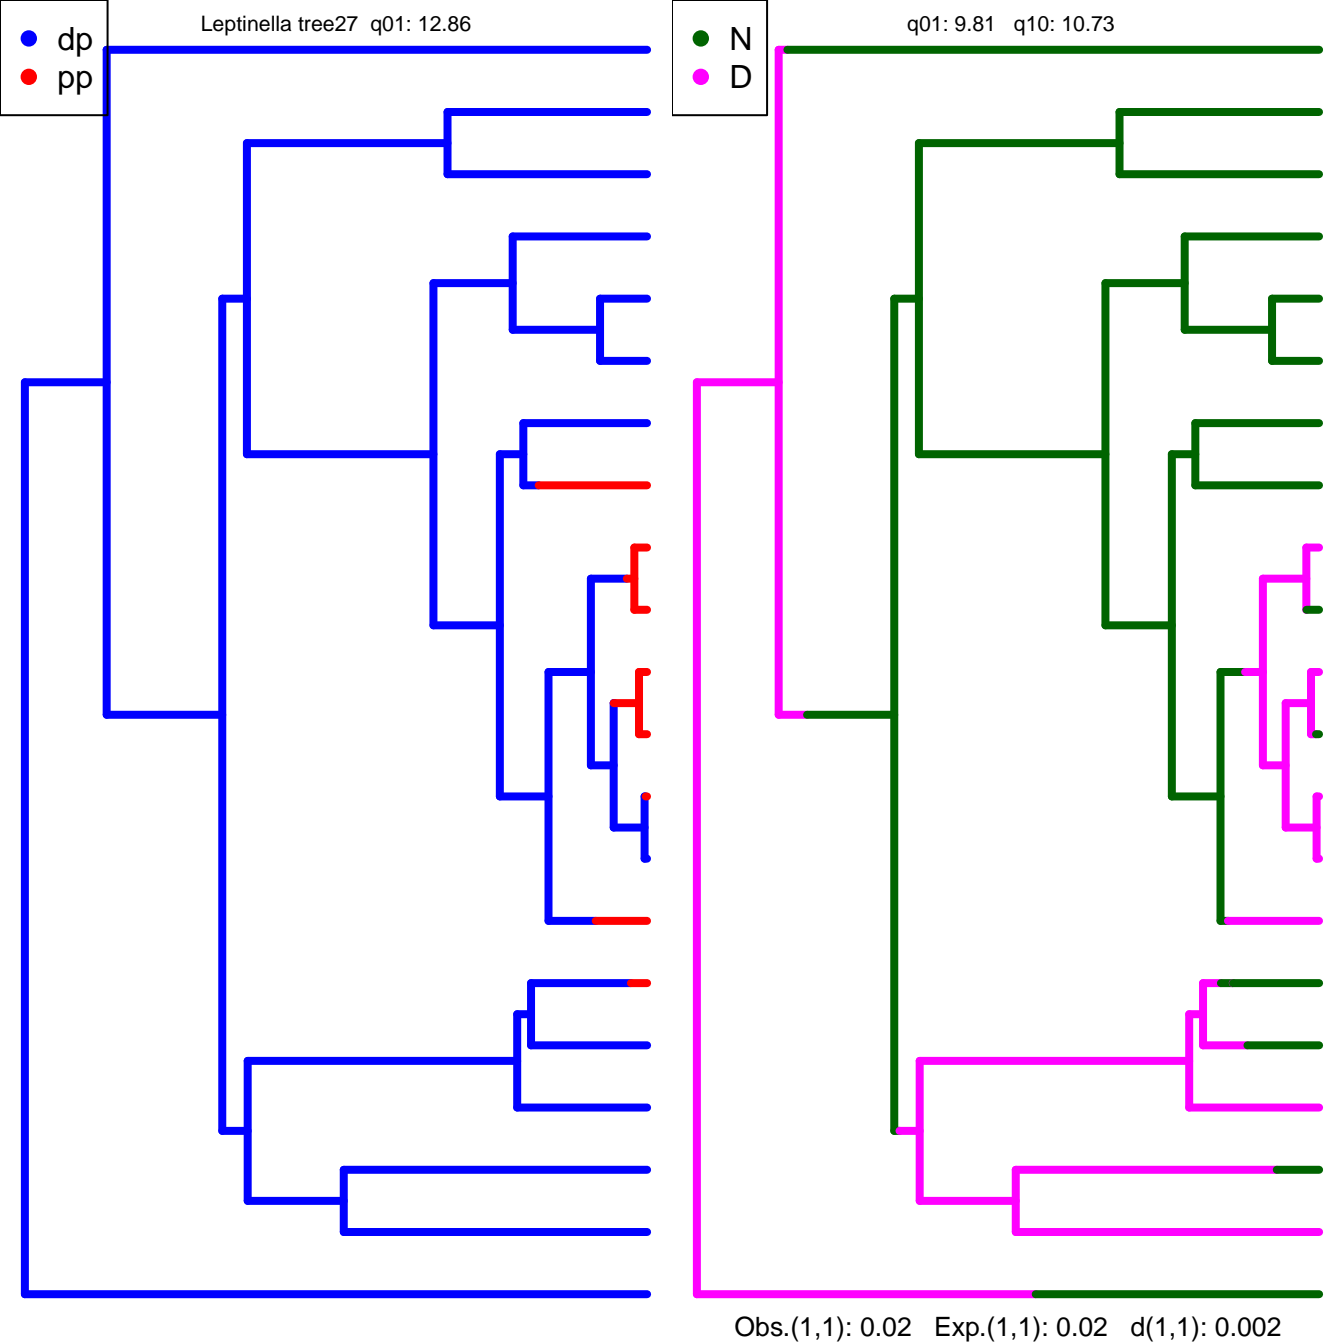 Leptinella tree27 q01: 12.86
dp
pp
q01: 9.81 q10: 10.73
N
D
Obs.(1,1): 0.02 Exp.(1,1): 0.02 d(1,1): 0.002